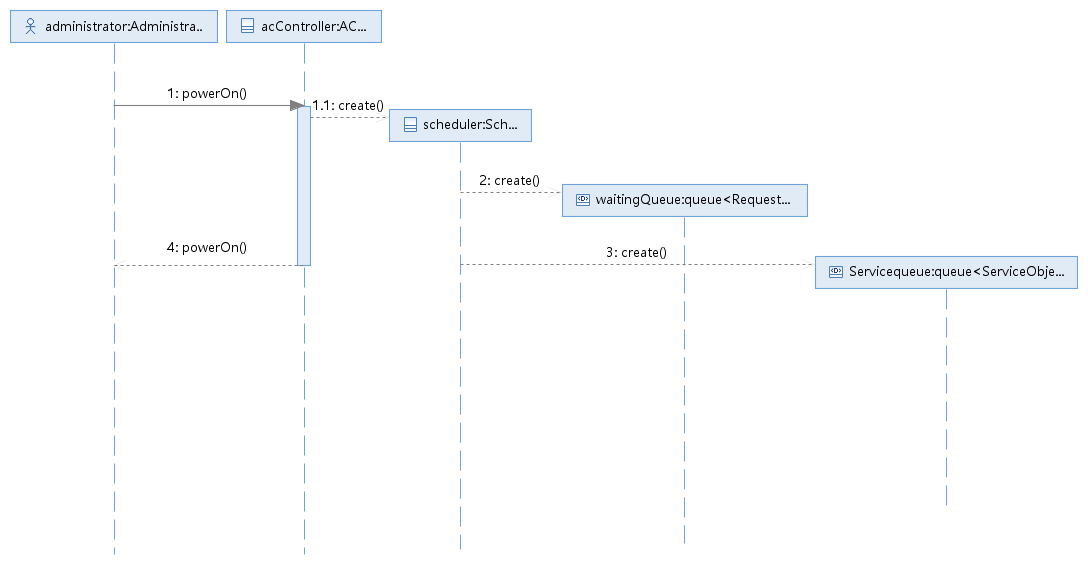 administrator:Administra..
acController:AC...
1: powerOn()
1.1: create()
scheduler:Sch...
2: create()
waitingQueue:queue<Request...
4: powerOn()
3: create()
Servicequeue:queue<ServiceObje...